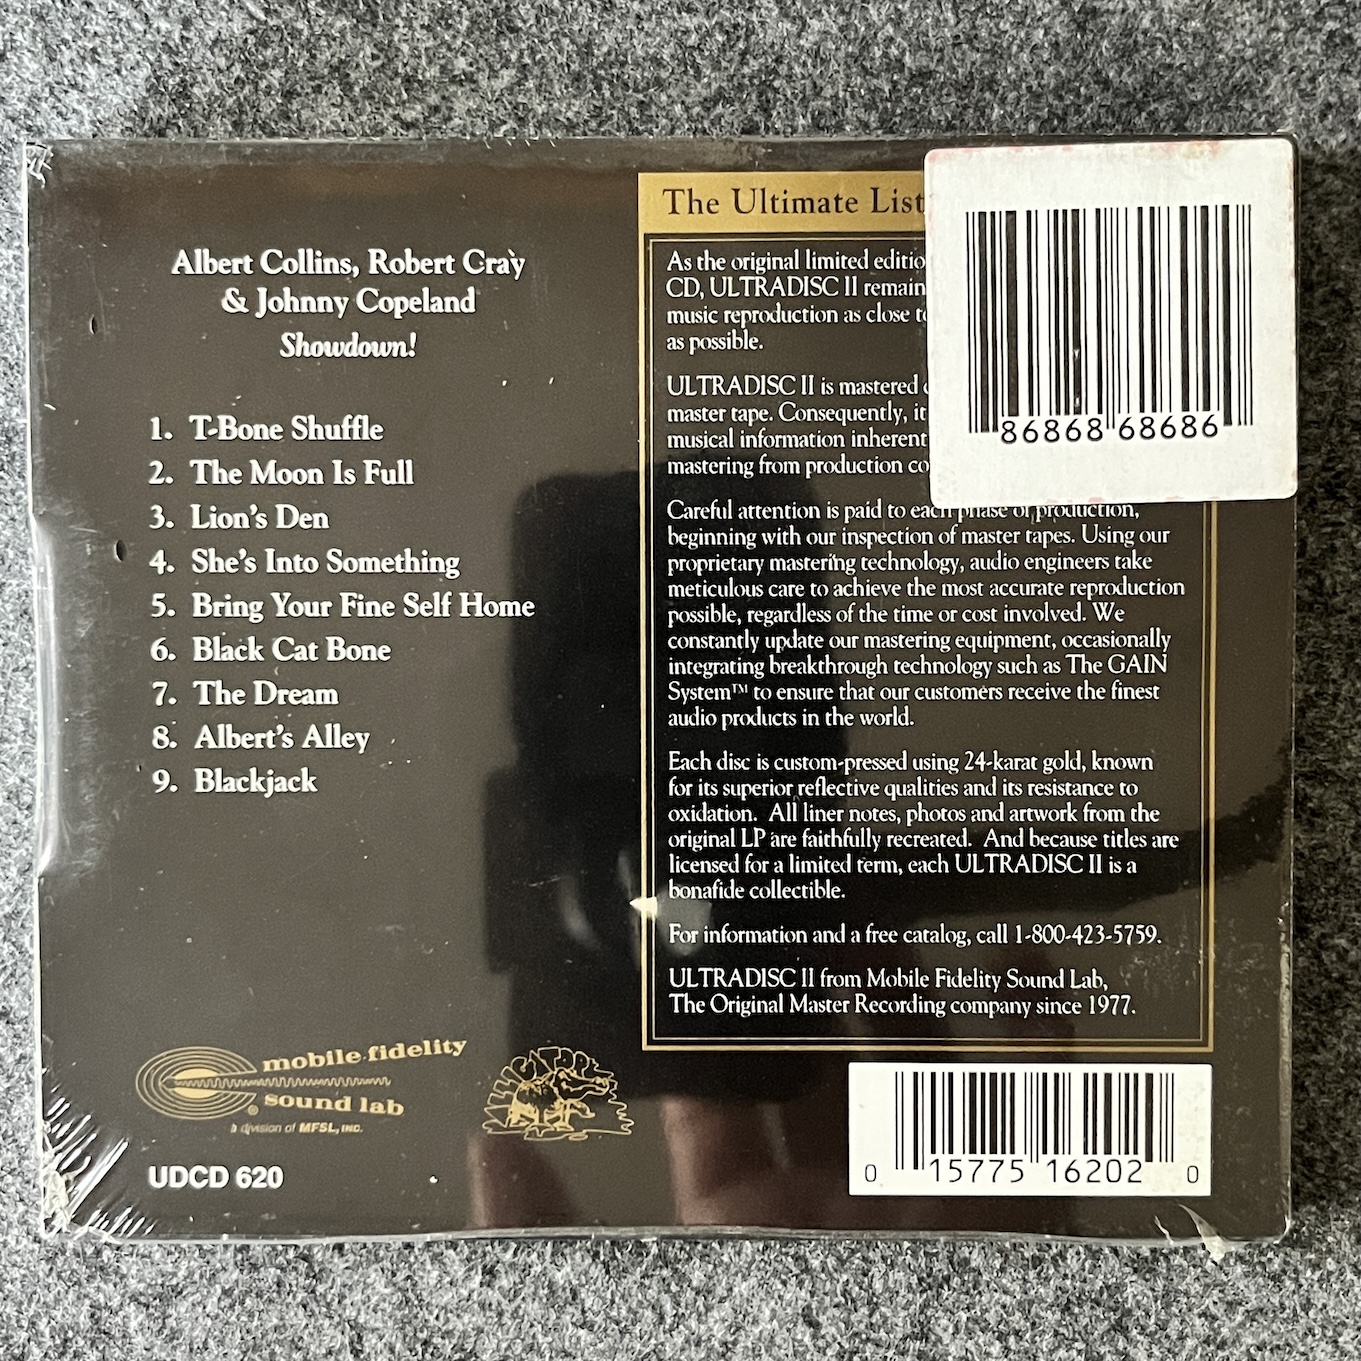 Albert Collins, Robert Cray
& Johnny Copeland
Showdown!
1. T-Bone Shuffle
2. The Moon Is Full
3. Lion's Den
4. She's Into Something
5. Bring Your Fine Self Home
6. Black Cat Bone
7. The Dream
8. Albert's Alley
9. Blackjack
mobile fidelity
sound lab
®
a division of MFSL, INC.
ALLIGATOR
UDCD 620
The Ultimate
As the original limited
CD, ULTRADISC II
music reproduction as close
as possible.
ULTRADISC II is mastered
master tape. Consequently, it
musical information inherent
mastering from production
Careful attention is paid to each phase of production,
beginning with our inspection of master tapes. Using our
proprietary mastering technology, audio engineers take
meticulous care to achieve the most accurate reproduction
possible, regardless of the time or cost involved. We
constantly update our mastering equipment, occasionally
integrating breakthrough technology such as The GAIN
System™ to ensure that our customers receive the finest
audio products in the world.
Each disc is custom-pressed using 24-karat gold, known
for its superior reflective qualities and its resistance to
oxidation. All liner notes, photos and artwork from the
original LP are faithfully recreated. And because titles are
licensed for a limited term, each ULTRADISC II is a
bonafide collectible.
For information and a free catalog, call 1-800-423-5759.
ULTRADISC II from Mobile Fidelity Sound Lab,
The Original Master Recording company since 1977.
86868 68686
0 15775 16202 0